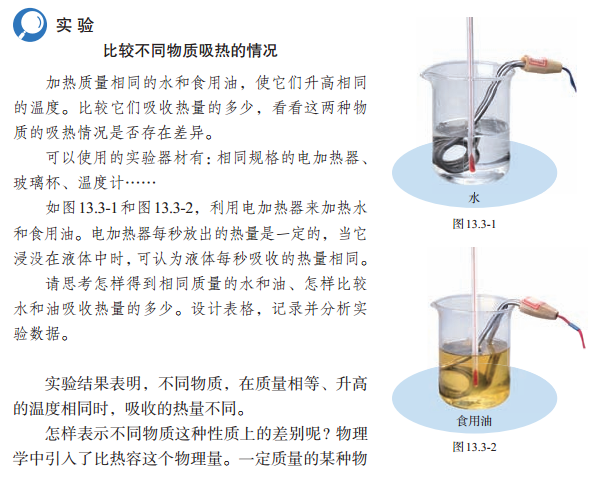 实验
比较不同物质吸热的情况
加热质量相同的水和食用油，使它们升高相同
的温度。比较它们吸收热量的多少，看看这两种物
质的吸热情况是否存在差异。
可以使用的实验器材有：相同规格的电加热器、
玻璃杯、温度计……
如图13.3-1和图13.3-2，利用电加热器来加热水
和食用油。电加热器每秒放出的热量是一定的，当它
浸没在液体中时，可认为液体每秒吸收的热量相同。
请思考怎样得到相同质量的水和油、怎样比较
水和油吸收热量的多少。设计表格，记录并分析实
验数据。
实验结果表明，不同物质，在质量相等、升高
的温度相同时，吸收的热量不同。
怎样表示不同物质这种性质上的差别呢？物理
学中引入了比热容这个物理量。一定质量的某种物
水
图13.3-1
食用油
图13.3-2